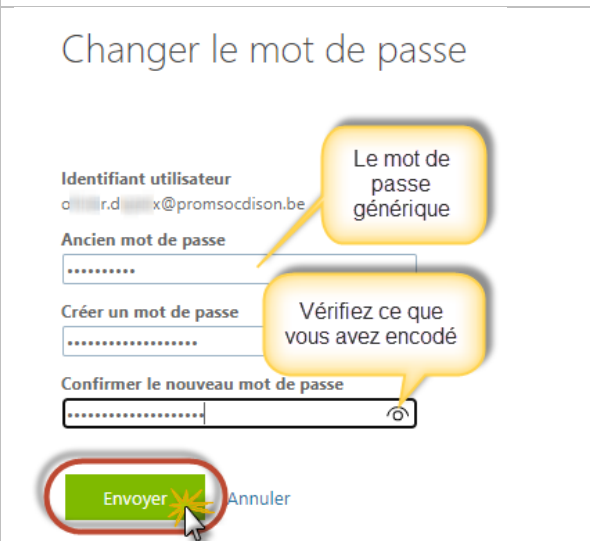 Changer le mot de passe
Le mot de
passe
générique
Identifiant utilisateur
x@promsocdison.be
Ancien mot de passe
••••••••••
Vérifiez ce que
vous avez encodé
Créer un mot de passe
•••••••••••••••••••
Confirmer le nouveau mot de passe
••••••••••••••••••••
Envoyer
Annuler